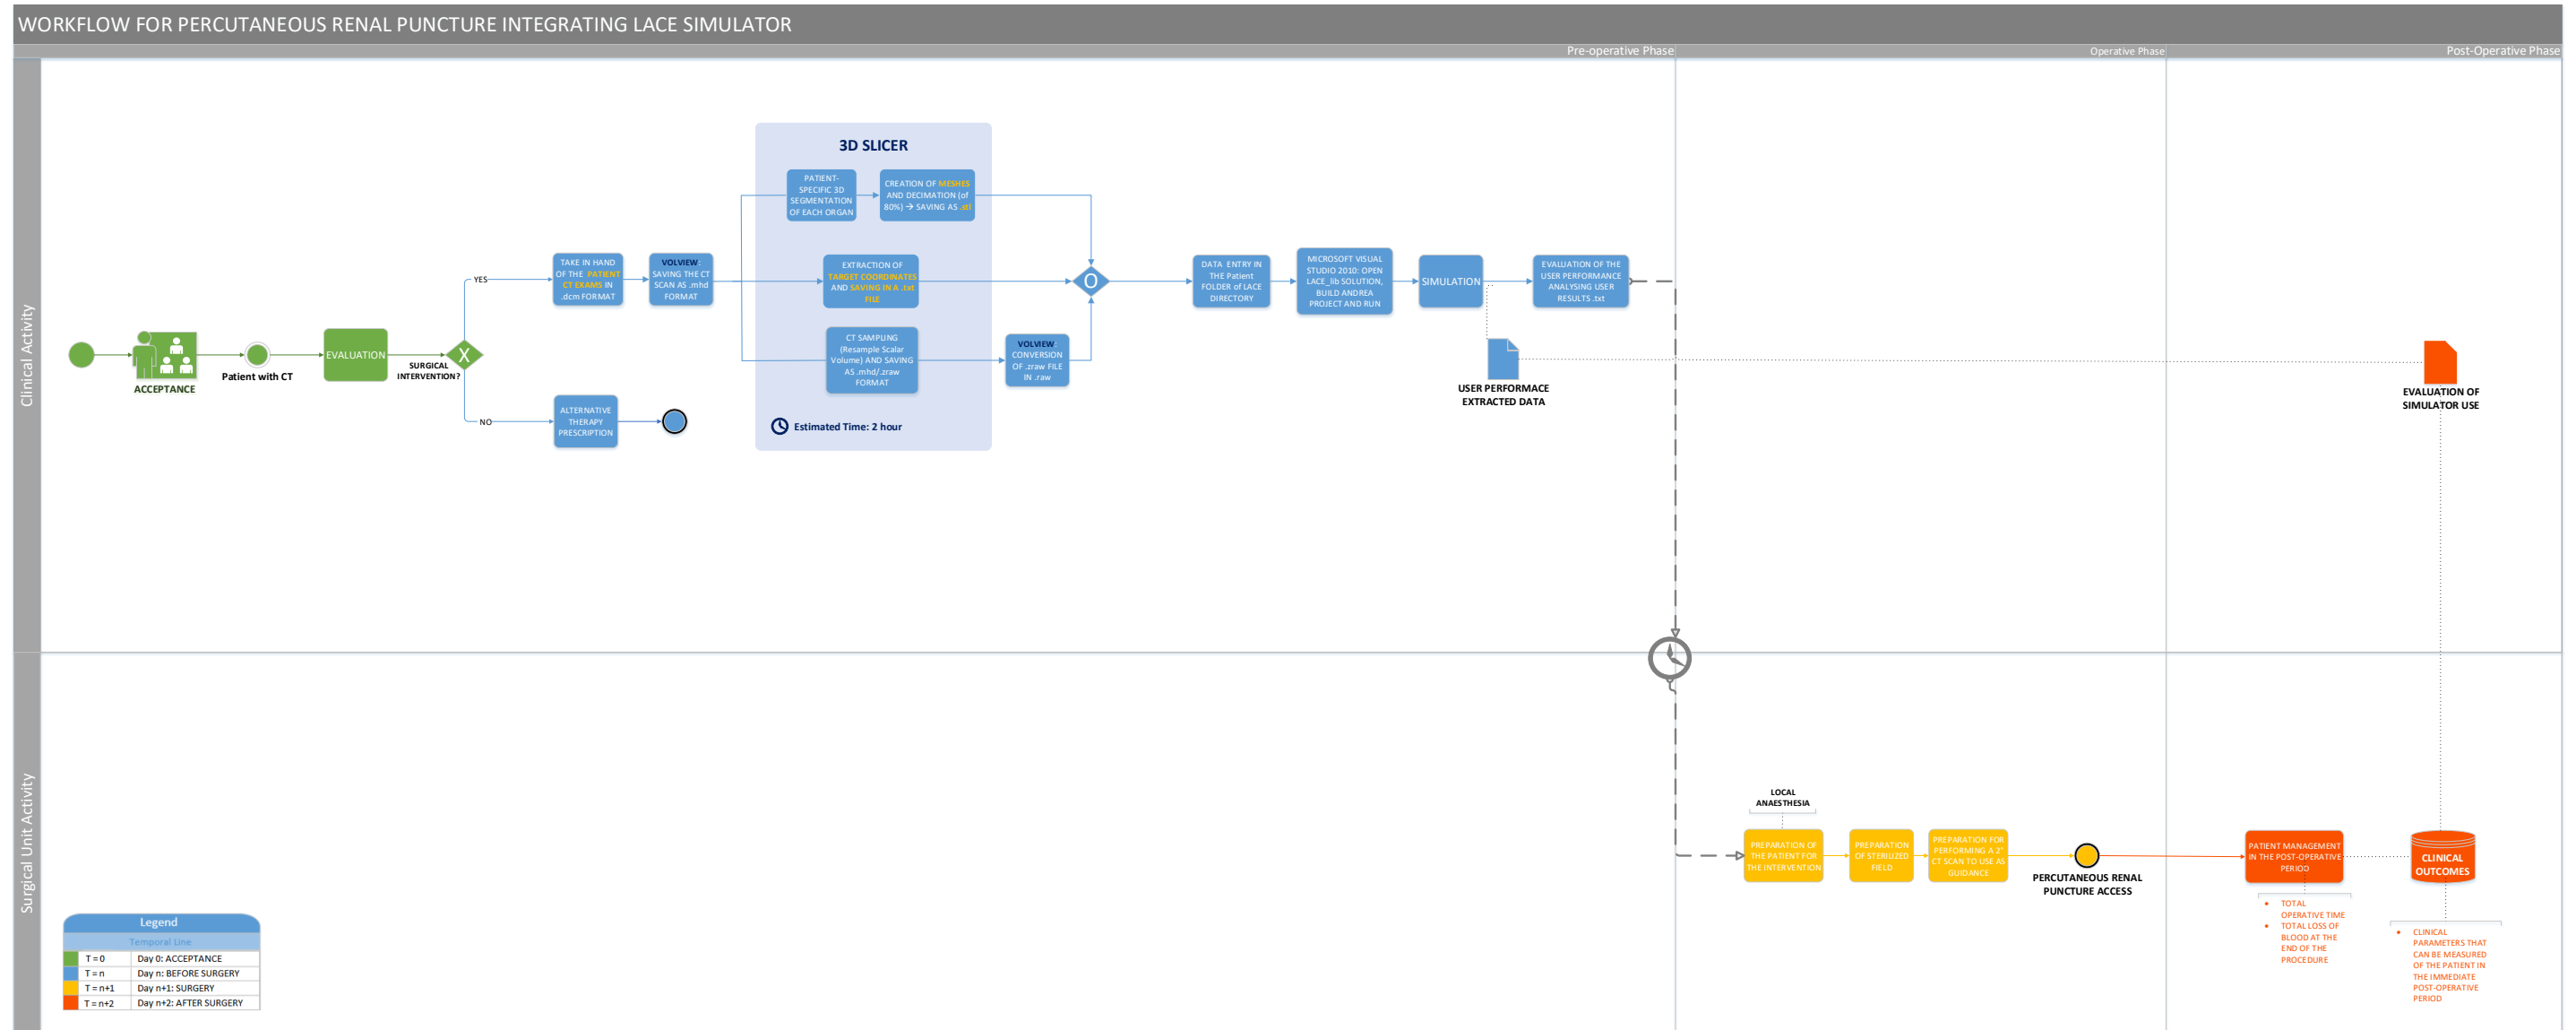 WORKFLOW FOR PERCUTANEOUS RENAL PUNCTURE INTEGRATING LACE SIMULATOR
Pre-operative Phase
Operative Phase
Post-Operative Phase
Clinical Activity
Surgical Unit Activity
ACCEPTANCE
Patient with CT
EVALUATION
X
SURGICAL
INTERVENTION?
YES
NO
TAKE IN HAND
OF THE PATIENT
CT EXAMS IN
.dcm FORMAT
VOLVIEW:
SAVING THE CT
SCAN AS .mhd
FORMAT
ALTERNATIVE
THERAPY
PRESCRIPTION
3D SLICER
PATIENT-
SPECIFIC 3D
SEGMENTATION
OF EACH ORGAN
CREATION OF MESHES
AND DECIMATION (of
80%) → SAVING AS .stl
EXTRACTION OF
TARGET COORDINATES
AND SAVING IN A .txt
FILE
CT SAMPLING
(Resample Scalar
Volume) AND SAVING
AS .mhd/.zraw
FORMAT
Estimated Time: 2 hour
VOLVIEW:
CONVERSION
OF .zraw FILE
IN .raw
O
DATA ENTRY IN
THE Patient
FOLDER of LACE
DIRECTORY
MICROSOFT VISUAL
STUDIO 2010: OPEN
LACE_lib SOLUTION,
BUILD ANDREA
PROJECT AND RUN
SIMULATION
EVALUATION OF THE
USER PERFORMANCE
ANALYSING USER
RESULTS .txt
USER PERFORMACE
EXTRACTED DATA
EVALUATION OF
SIMULATOR USE
LOCAL
ANAESTHESIA
PREPARATION OF
THE PATIENT FOR
THE INTERVENTION
PREPARATION
OF STERILIZED
FIELD
PREPARATION FOR
PERFORMING A 2°
CT SCAN TO USE AS
GUIDANCE
PERCUTANEOUS RENAL
PUNCTURE ACCESS
PATIENT MANAGEMENT
IN THE POST-OPERATIVE
PERIOD
CLINICAL
OUTCOMES
• TOTAL
OPERATIVE TIME
• TOTAL LOSS OF
BLOOD AT THE
END OF THE
PROCEDURE
• CLINICAL
PARAMETERS THAT
CAN BE MEASURED
OF THE PATIENT IN
THE IMMEDIATE
POST-OPERATIVE
PERIOD
Legend
Temporal Line
T = 0 Day 0: ACCEPTANCE
T = n Day n: BEFORE SURGERY
T = n+1 Day n+1: SURGERY
T = n+2 Day n+2: AFTER SURGERY